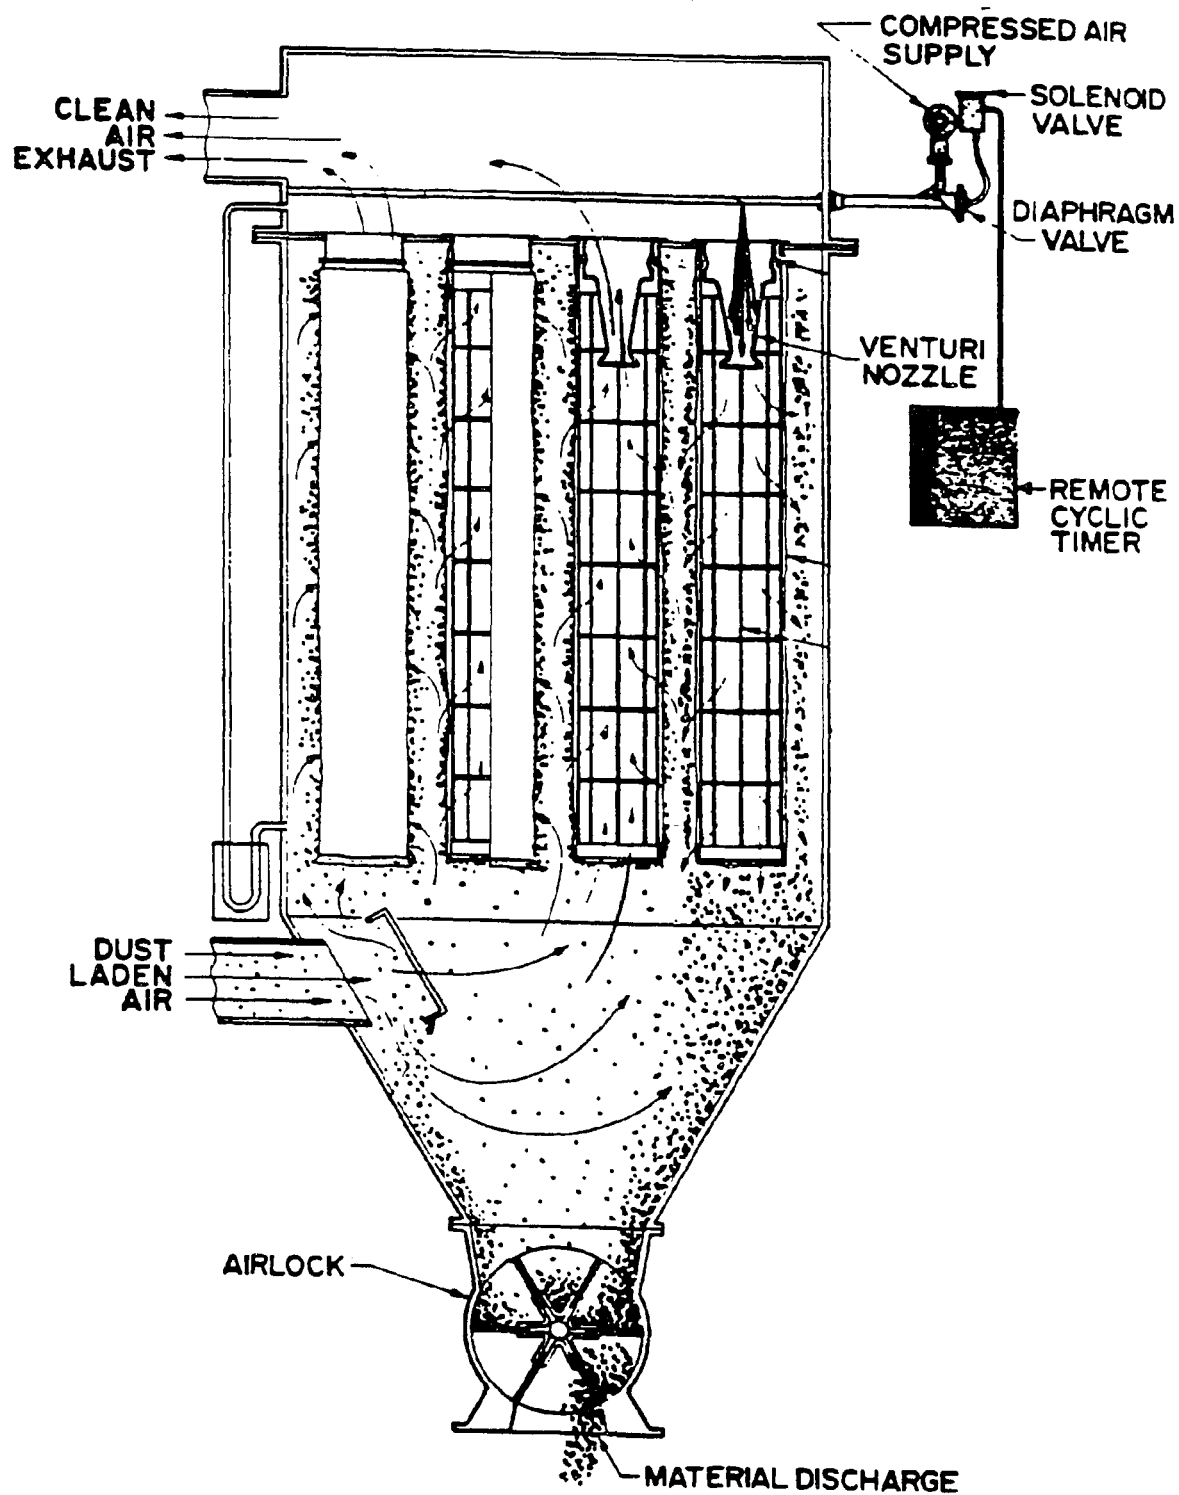 COMPRESSED AIR
SUPPLY
SOLENOID
VALVE
CLEAN
AIR
EXHAUST
DIAPHRAGM
VALVE
VENTURI
NOZZLE
REMOTE
CYCLIC
TIMER
DUST
LADEN
AIR
AIRLOCK
MATERIAL DISCHARGE